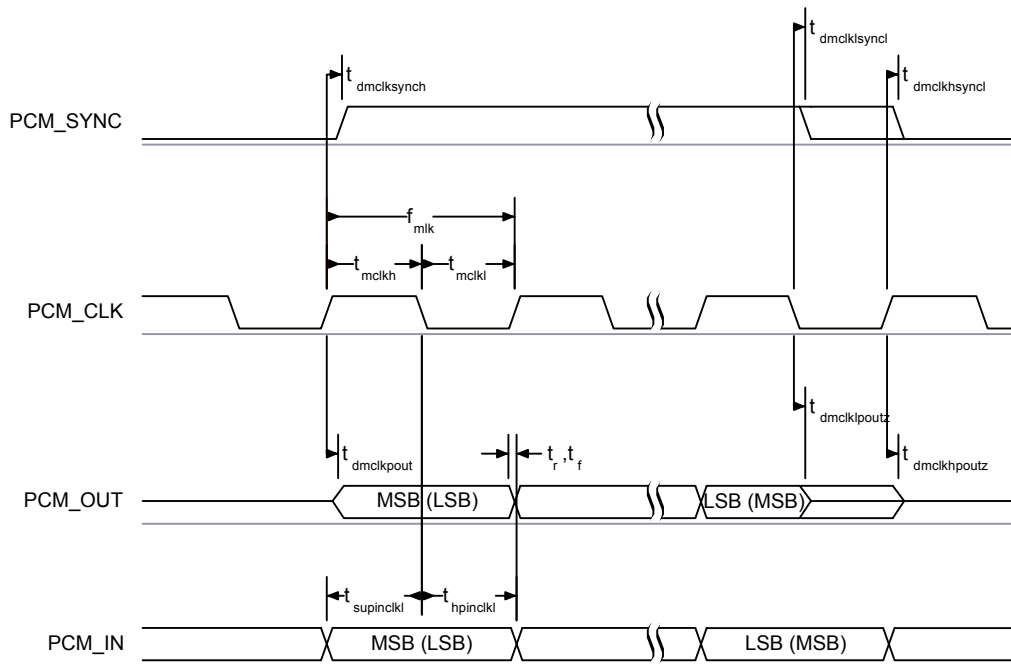 t dmclklsyncl
t dmclksynch
t dmclkhsyncl
PCM_SYNC
f mlk
t mclkh
t mclkl
PCM_CLK
t dmclklpoutz
t dmclkpout
t r ,t f
t dmclkhpoutz
PCM_OUT
MSB (LSB)
LSB (MSB)
t supinclkl
t hpinclkl
PCM_IN
MSB (LSB)
LSB (MSB)